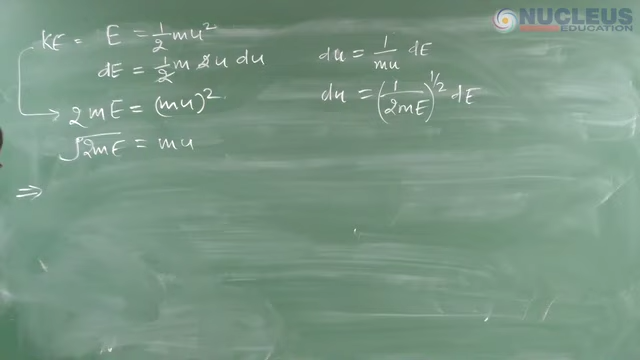 NUCLEUS
EDUCATION
KE = E = 1/2 mu²
dE = 1/2 m 2u du
2mE = (mu)²
√2mE = mu
⇒
du = 1/mu dE
du = (1/2mE)^1/2 dE